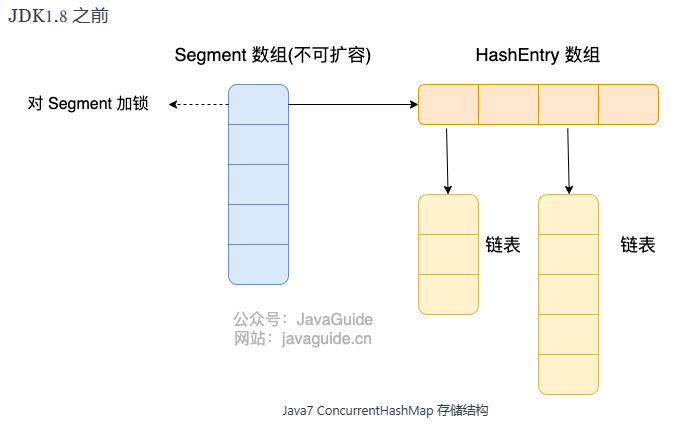 JDK1.8 之前
Segment 数组(不可扩容)
HashEntry 数组
对 Segment 加锁
链表
链表
公众号：JavaGuide
网站：javaguide.cn
Java7 ConcurrentHashMap 存储结构